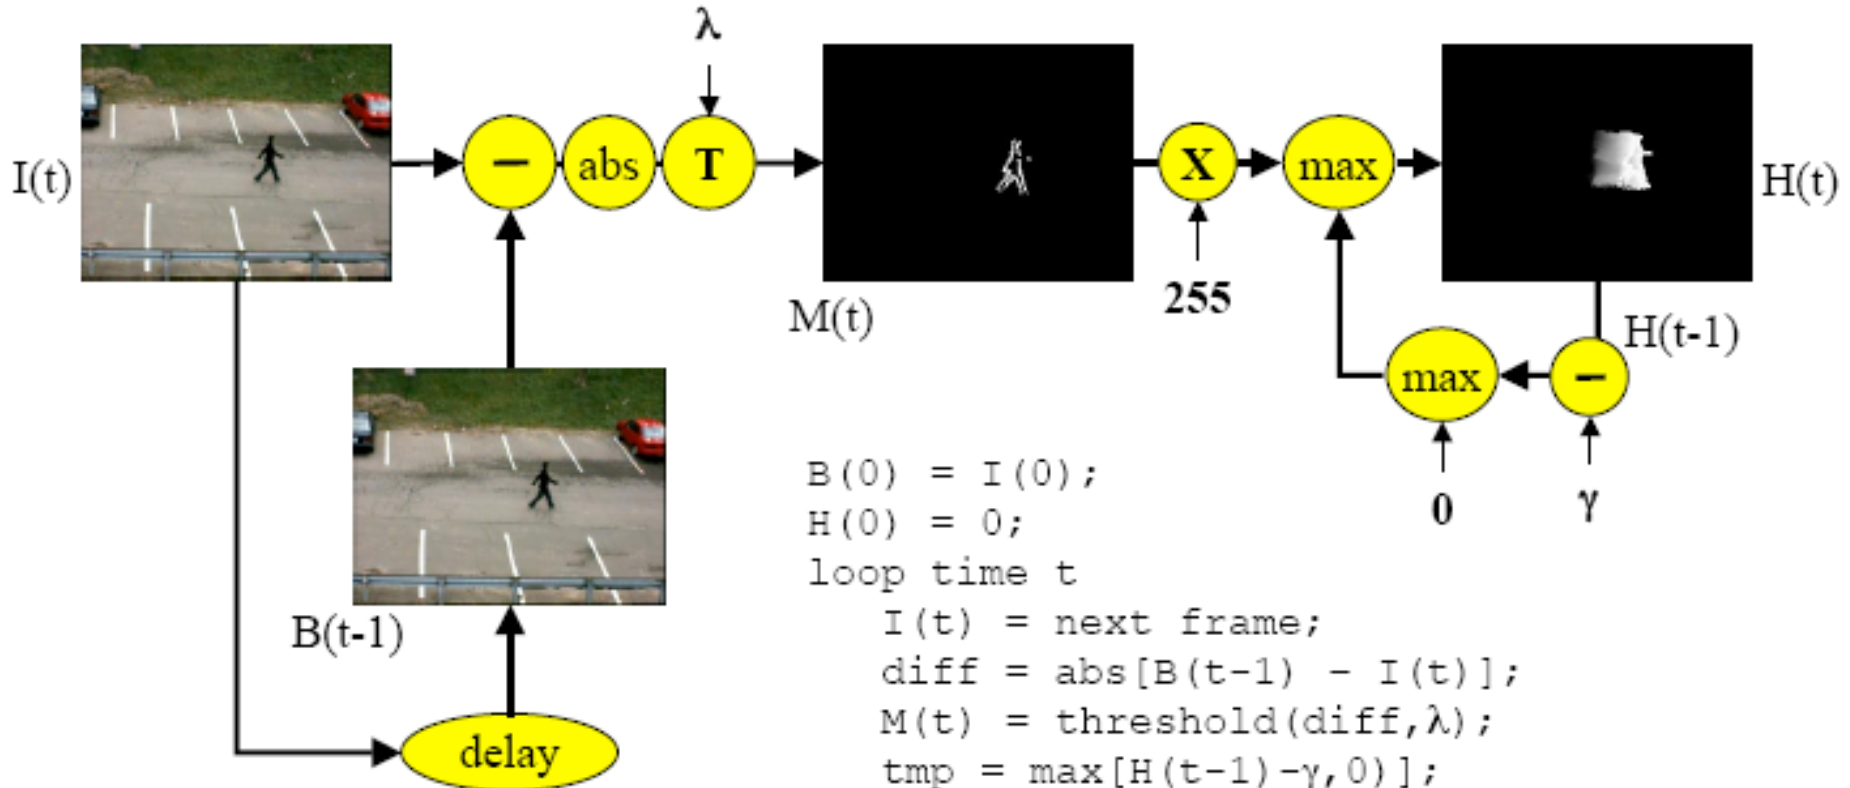 λ
I(t)
−
abs
T
M(t)
X
255
max
H(t)
H(t-1)
max
−
0
γ
B(t-1)
delay
B(0) = I(0);
H(0) = 0;
loop time t
I(t) = next frame;
diff = abs[B(t-1) - I(t)];
M(t) = threshold(diff,λ);
tmp = max[H(t-1)-γ,0)];